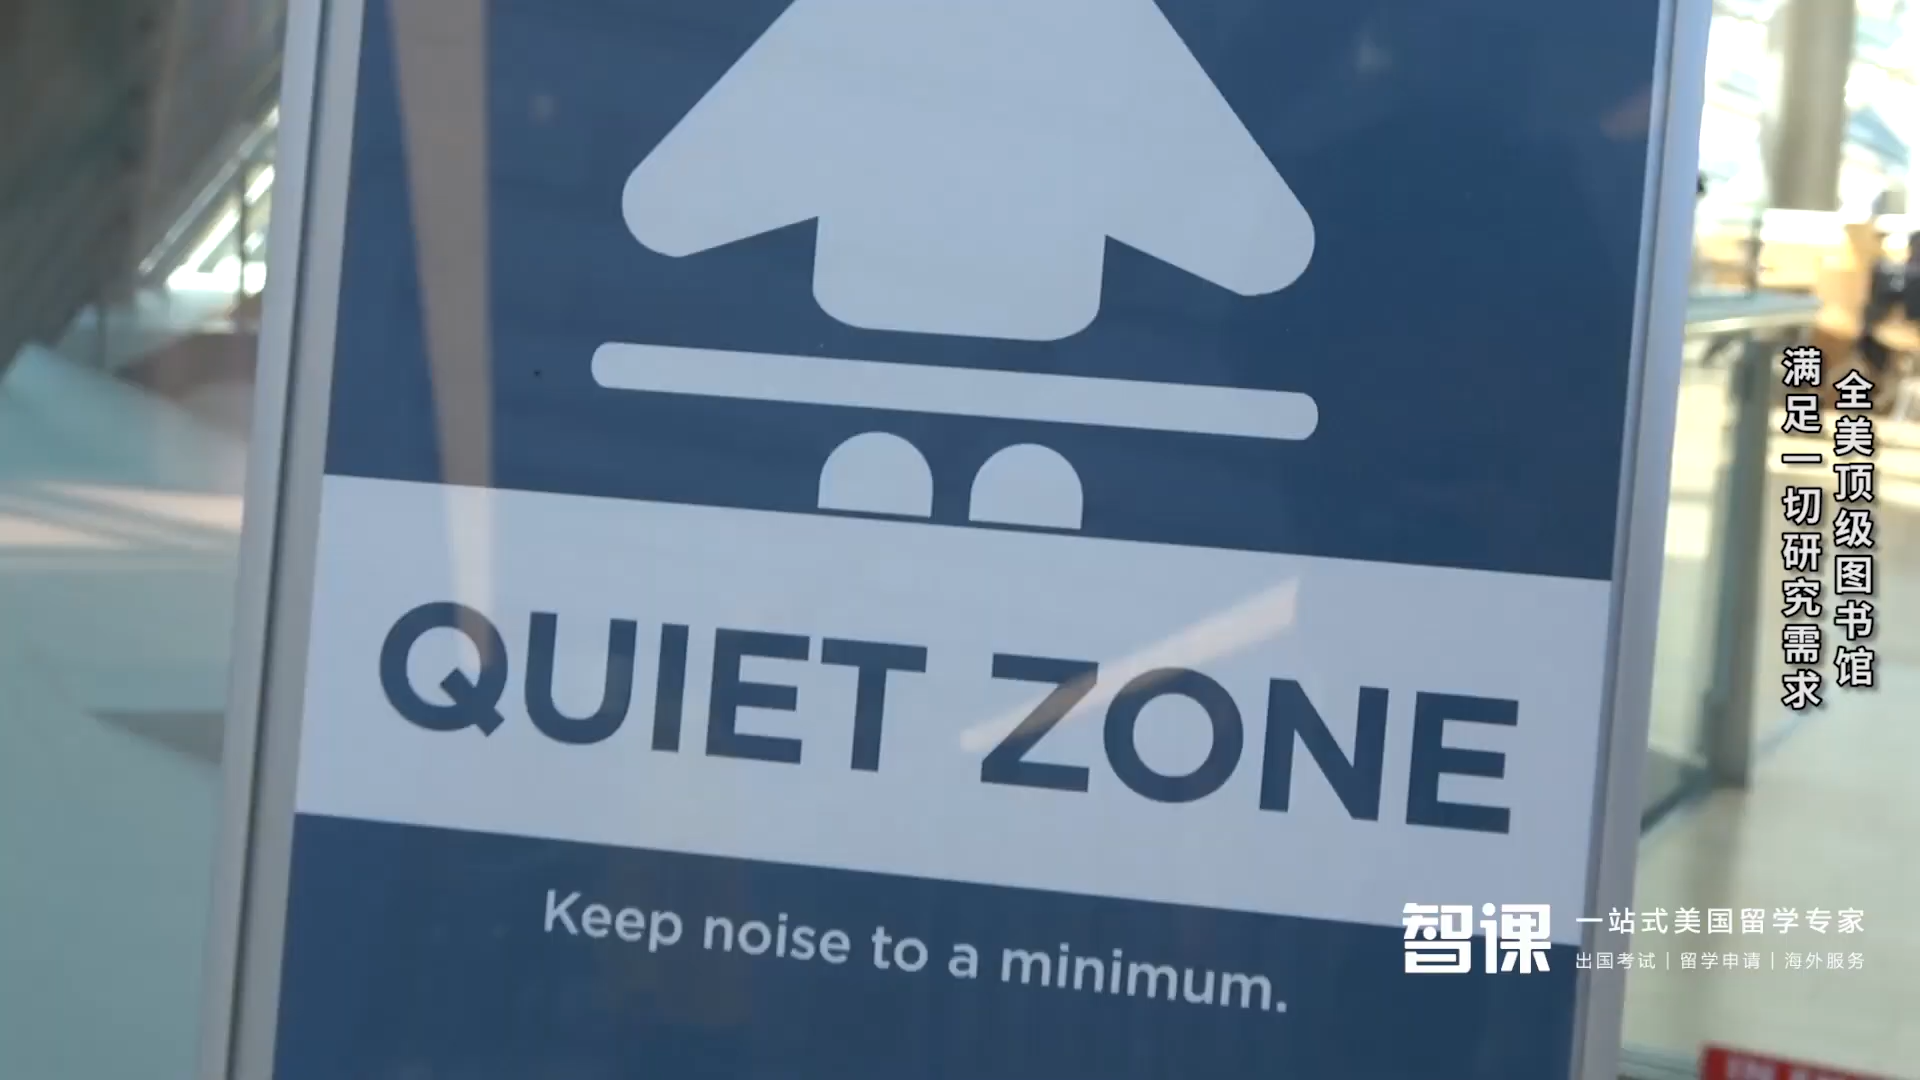 QUIET ZONE
Keep noise to a minimum.
全美顶级图书馆
满足一切研究需求
智课
一站式美国留学专家
出国考试 | 留学申请 | 海外服务